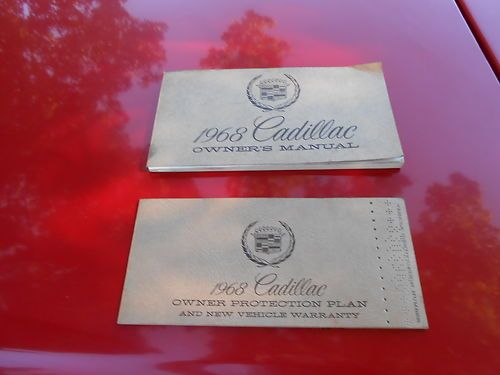 1968 Cadillac
OWNER'S MANUAL
1968 Cadillac
OWNER PROTECTION PLAN
AND NEW VEHICLE WARRANTY